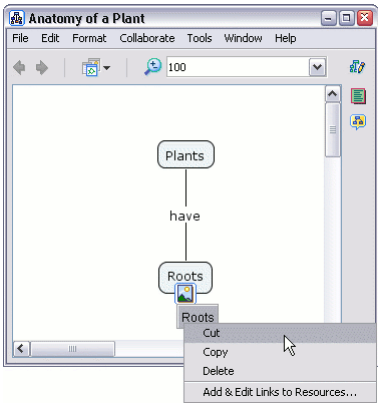 Anatomy of a Plant
File Edit Format Collaborate Tools Window Help
100
Plants
have
Roots
Roots
Cut
Copy
Delete
Add & Edit Links to Resources...